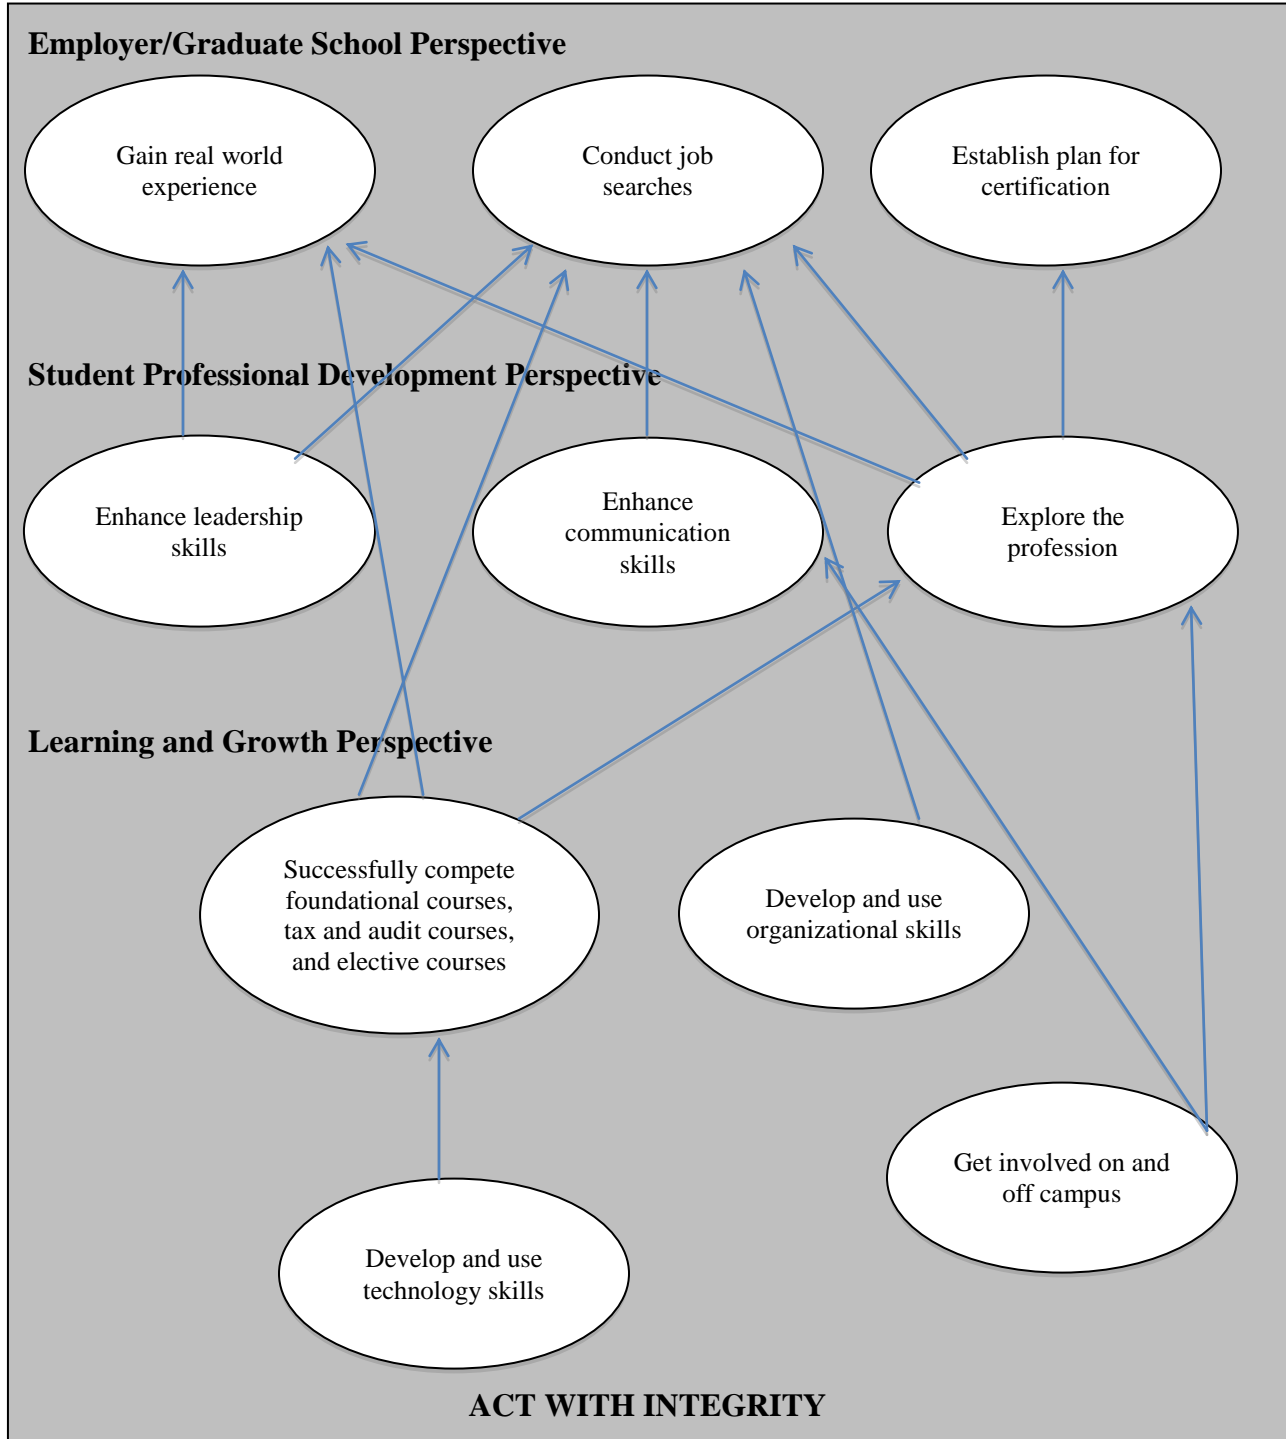 Employer/Graduate School Perspective
Gain real world
experience
Conduct job
searches
Establish plan for
certification
Student Professional Development Perspective
Enhance leadership
skills
Enhance
communication
skills
Explore the
profession
Learning and Growth Perspective
Successfully compete
foundational courses,
tax and audit courses,
and elective courses
Develop and use
organizational skills
Get involved on and
off campus
Develop and use
technology skills
ACT WITH INTEGRITY